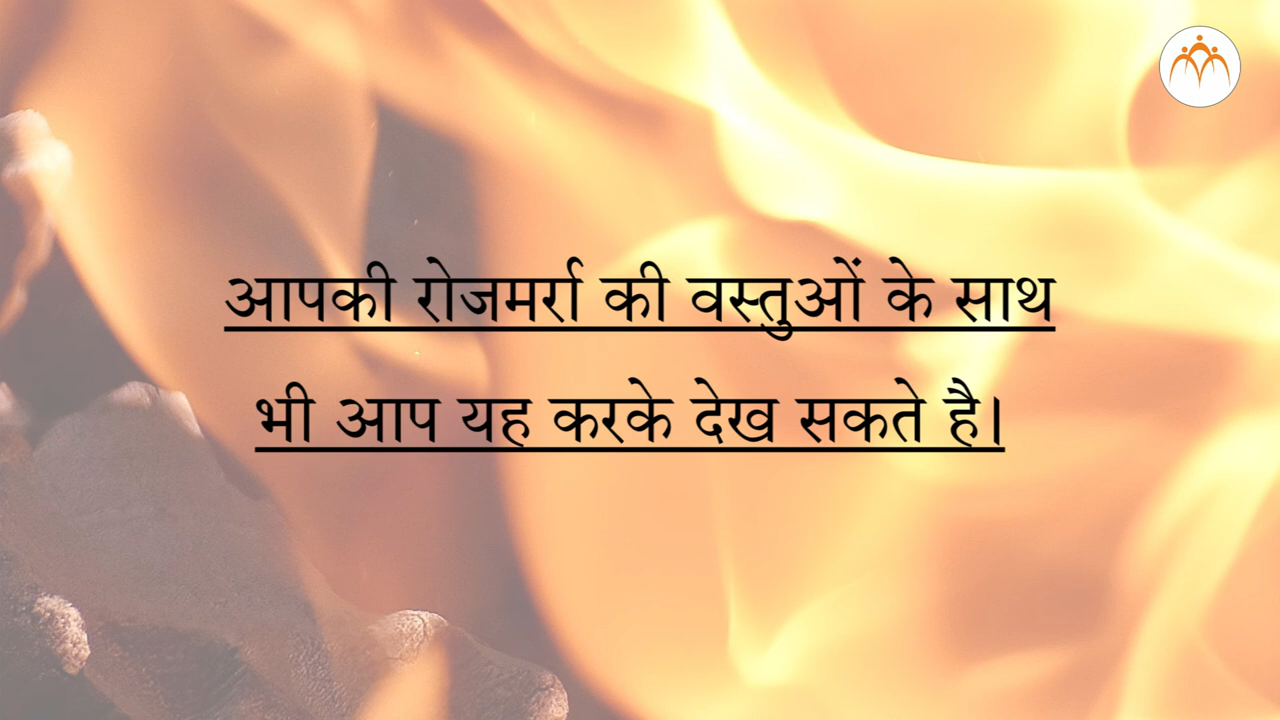 आपकी रोजमर्रा की वस्तुओं के साथ
भी आप यह करके देख सकते है।